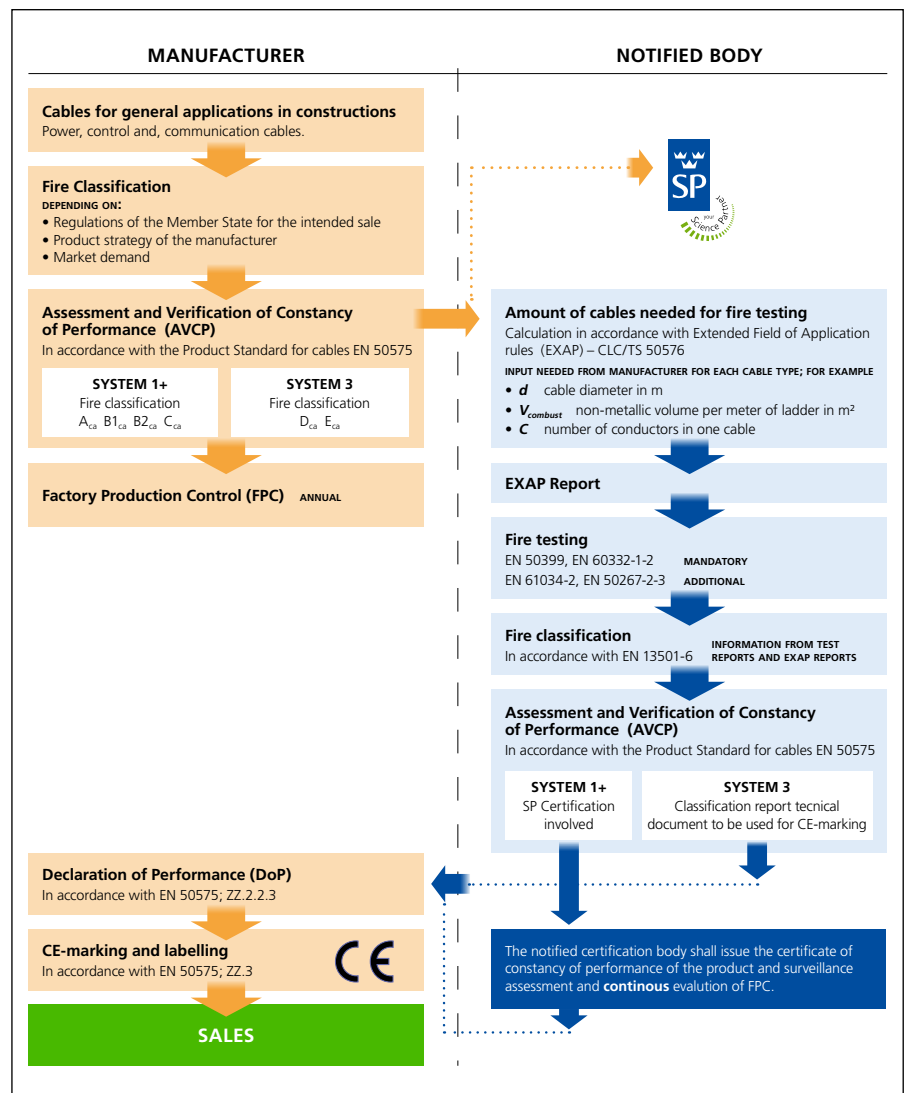 MANUFACTURER
NOTIFIED BODY
Cables for general applications in constructions
Power, control and, communication cables.
Fire Classification
DEPENDING ON:
• Regulations of the Member State for the intended sale
• Product strategy of the manufacturer
• Market demand
Assessment and Verification of Constancy
of Performance (AVCP)
In accordance with the Product Standard for cables EN 50575
SYSTEM 1+
Fire classification
Aca B1ca B2ca Cca
SYSTEM 3
Fire classification
Dca Eca
Factory Production Control (FPC) ANNUAL
SP
your
Science Partner
Amount of cables needed for fire testing
Calculation in accordance with Extended Field of Application
rules (EXAP) – CLC/TS 50576
INPUT NEEDED FROM MANUFACTURER FOR EACH CABLE TYPE; FOR EXAMPLE
• d cable diameter in m
• Vcombust non-metallic volume per meter of ladder in m²
• C number of conductors in one cable
EXAP Report
Fire testing
EN 50399, EN 60332-1-2 MANDATORY
EN 61034-2, EN 50267-2-3 ADDITIONAL
Fire classification
In accordance with EN 13501-6
INFORMATION FROM TEST
REPORTS AND EXAP REPORTS
Assessment and Verification of Constancy
of Performance (AVCP)
In accordance with the Product Standard for cables EN 50575
SYSTEM 1+
SP Certification
involved
SYSTEM 3
Classification report tecnical
document to be used for CE-marking
The notified certification body shall issue the certificate of
constancy of performance of the product and surveillance
assessment and continous evalution of FPC.
Declaration of Performance (DoP)
In accordance with EN 50575; ZZ.2.2.3
CE-marking and labelling
In accordance with EN 50575; ZZ.3
CE
SALES